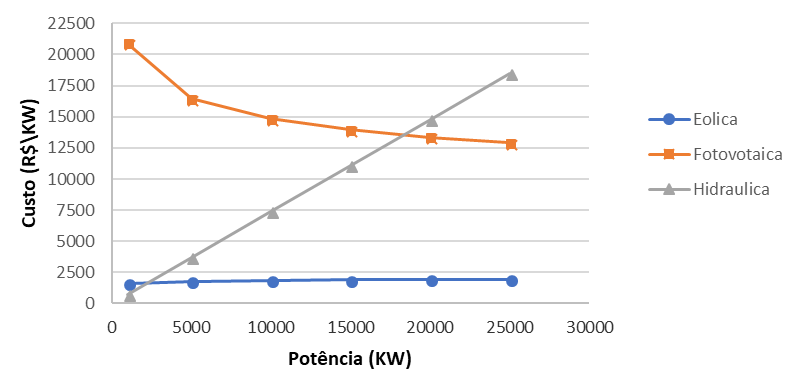 22500
20000
17500
15000
12500
10000
7500
5000
2500
0
Custo (R$\KW)
0 5000 10000 15000 20000 25000 30000
Potência (KW)
Eolica
Fotovotaica
Hidraulica